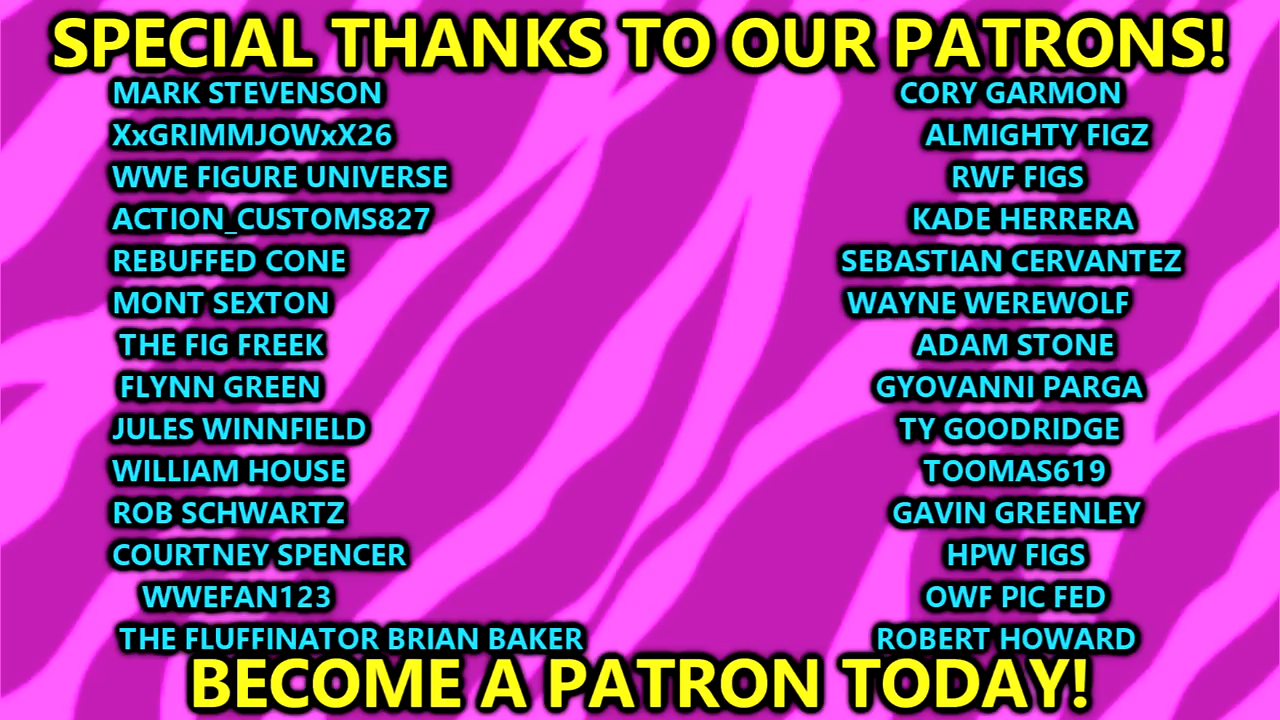 SPECIAL THANKS TO OUR PATRONS!
MARK STEVENSON
XxGRIMMJOWxX26
WWE FIGURE UNIVERSE
ACTION_CUSTOMS827
REBUFFED CONE
MONT SEXTON
THE FIG FREEK
FLYNN GREEN
JULES WINNFIELD
WILLIAM HOUSE
ROB SCHWARTZ
COURTNEY SPENCER
WWEFAN123
THE FLUFFINATOR BRIAN BAKER
CORY GARMON
ALMIGHTY FIGZ
RWF FIGS
KADE HERRERA
SEBASTIAN CERVANTEZ
WAYNE WEREWOLF
ADAM STONE
GYOVANNI PARGA
TY GOODRIDGE
TOOMAS619
GAVIN GREENLEY
HPW FIGS
OWF PIC FED
ROBERT HOWARD
BECOME A PATRON TODAY!